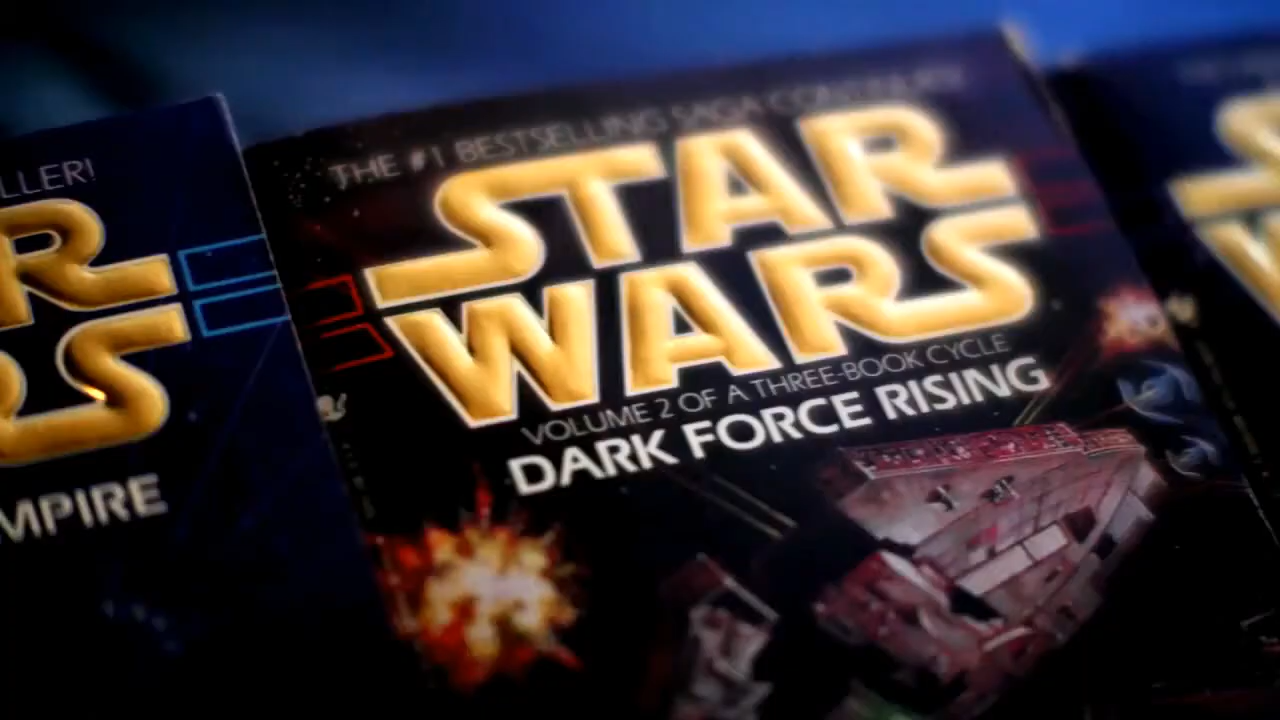 LLER!
R
RS
MPIRE
THE #1 BESTSELLING SAGA CONTINUES!
STAR
WARS
VOLUME 2 OF A THREE-BOOK CYCLE
DARK FORCE RISING
S
W